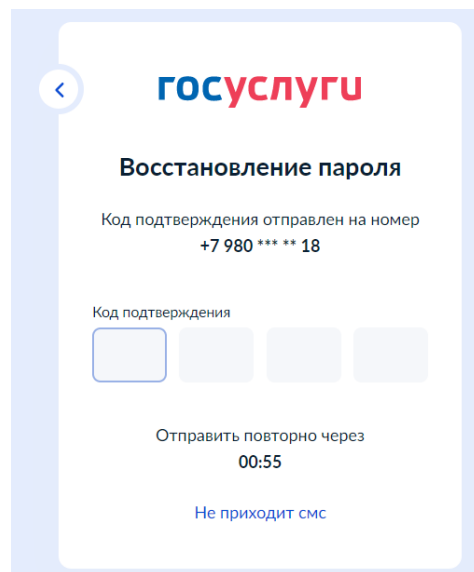 госуслуги
Восстановление пароля
Код подтверждения отправлен на номер
+7 980 *** ** 18
Код подтверждения
Отправить повторно через
00:55
Не приходит смс